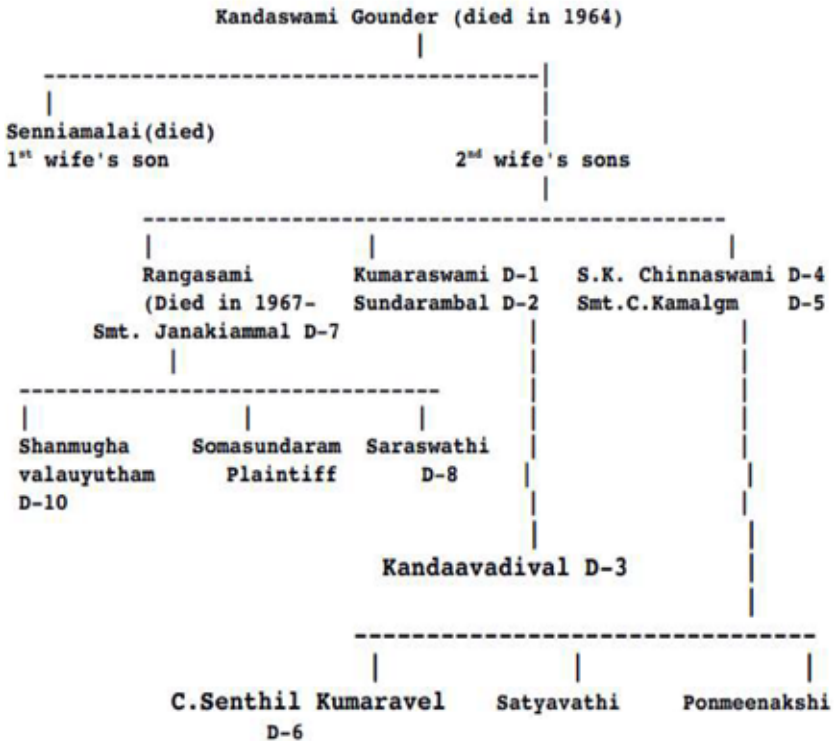 Kandaswami Gounder (died in 1964)
Senniamalai(died)
1st wife's son 2nd wife's sons
Rangasami Kumaraswami D-1 S.K. Chinnaswami D-4
(Died in 1967- Sundarambal D-2 Smt.C.Kamalgm D-5
Smt. Janakiammal D-7
Shanmugha Somasundaram Saraswathi
valauyutham Plaintiff D-8
D-10
Kandaavadival D-3
C.Senthil Kumaravel Satyavathi Ponmeenakshi
D-6